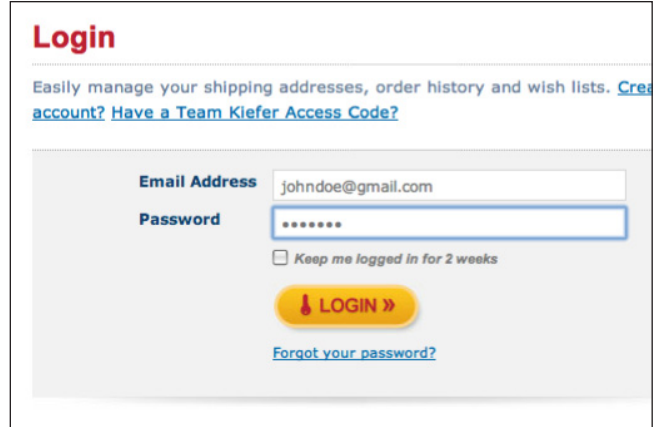 Login
Easily manage your shipping addresses, order history and wish lists.
account? Have a Team Kiefer Access Code?
Email Address johndoe@gmail.com
Password •••••••
Keep me logged in for 2 weeks
LOGIN »
Forgot your password?